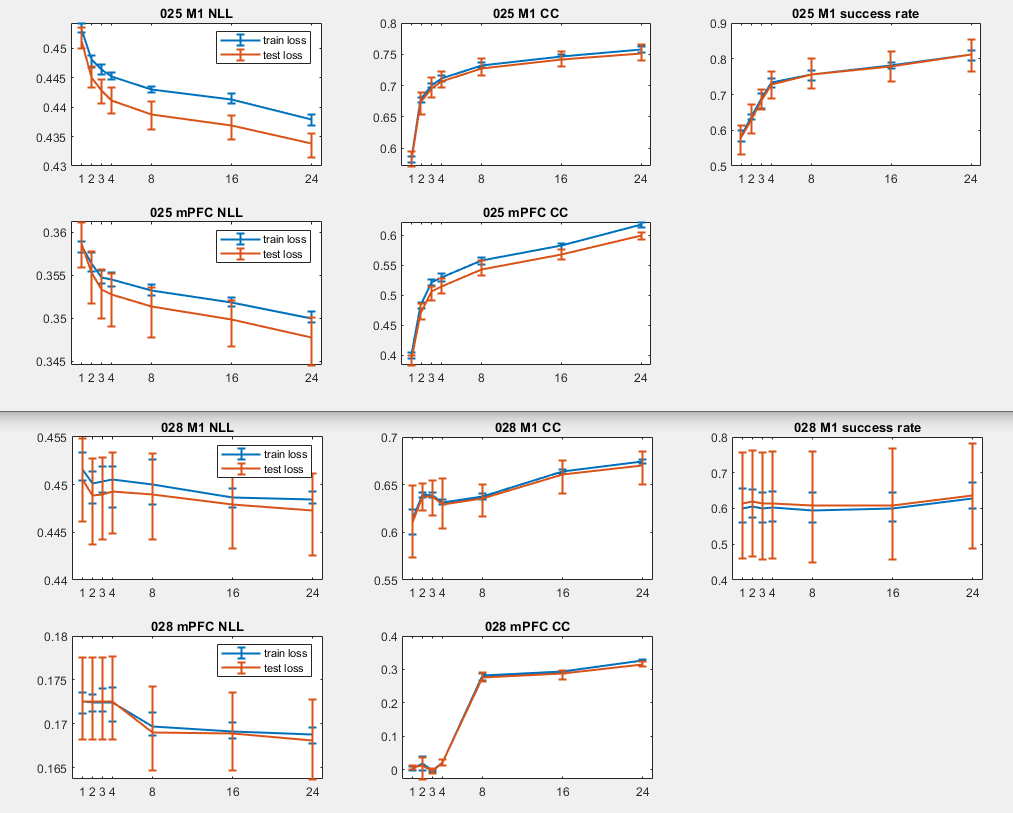 025 M1 NLL
train loss
test loss
0.45
0.445
0.44
0.435
0.43
1 2 3 4 8 16 24
025 M1 CC
0.8
0.75
0.7
0.65
0.6
1 2 3 4 8 16 24
025 M1 success rate
0.9
0.8
0.7
0.6
0.5
1 2 3 4 8 16 24
025 mPFC NLL
train loss
test loss
0.36
0.355
0.35
0.345
1 2 3 4 8 16 24
025 mPFC CC
0.6
0.55
0.5
0.45
0.4
1 2 3 4 8 16 24
028 M1 NLL
train loss
test loss
0.455
0.45
0.445
0.44
1 2 3 4 8 16 24
028 M1 CC
0.7
0.65
0.6
0.55
1 2 3 4 8 16 24
028 M1 success rate
0.8
0.7
0.6
0.5
0.4
1 2 3 4 8 16 24
028 mPFC NLL
train loss
test loss
0.18
0.175
0.17
0.165
1 2 3 4 8 16 24
028 mPFC CC
0.4
0.3
0.2
0.1
0
1 2 3 4 8 16 24